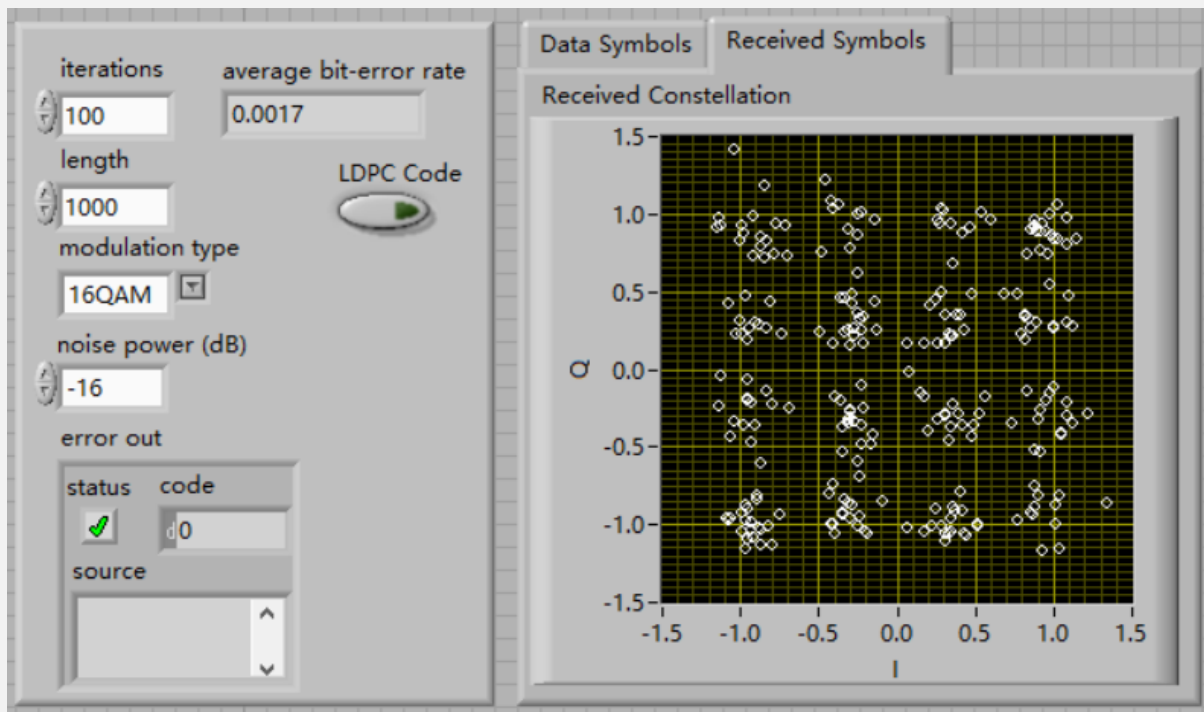 iterations
average bit-error rate
100
0.0017
length
LDPC Code
1000
modulation type
16QAM
noise power (dB)
-16
error out
status
code
d0
source
Data Symbols
Received Symbols
Received Constellation
1.5
1.0
0.5
0.0
-0.5
-1.0
-1.5
Q
-1.5 -1.0 -0.5 0.0 0.5 1.0 1.5
I